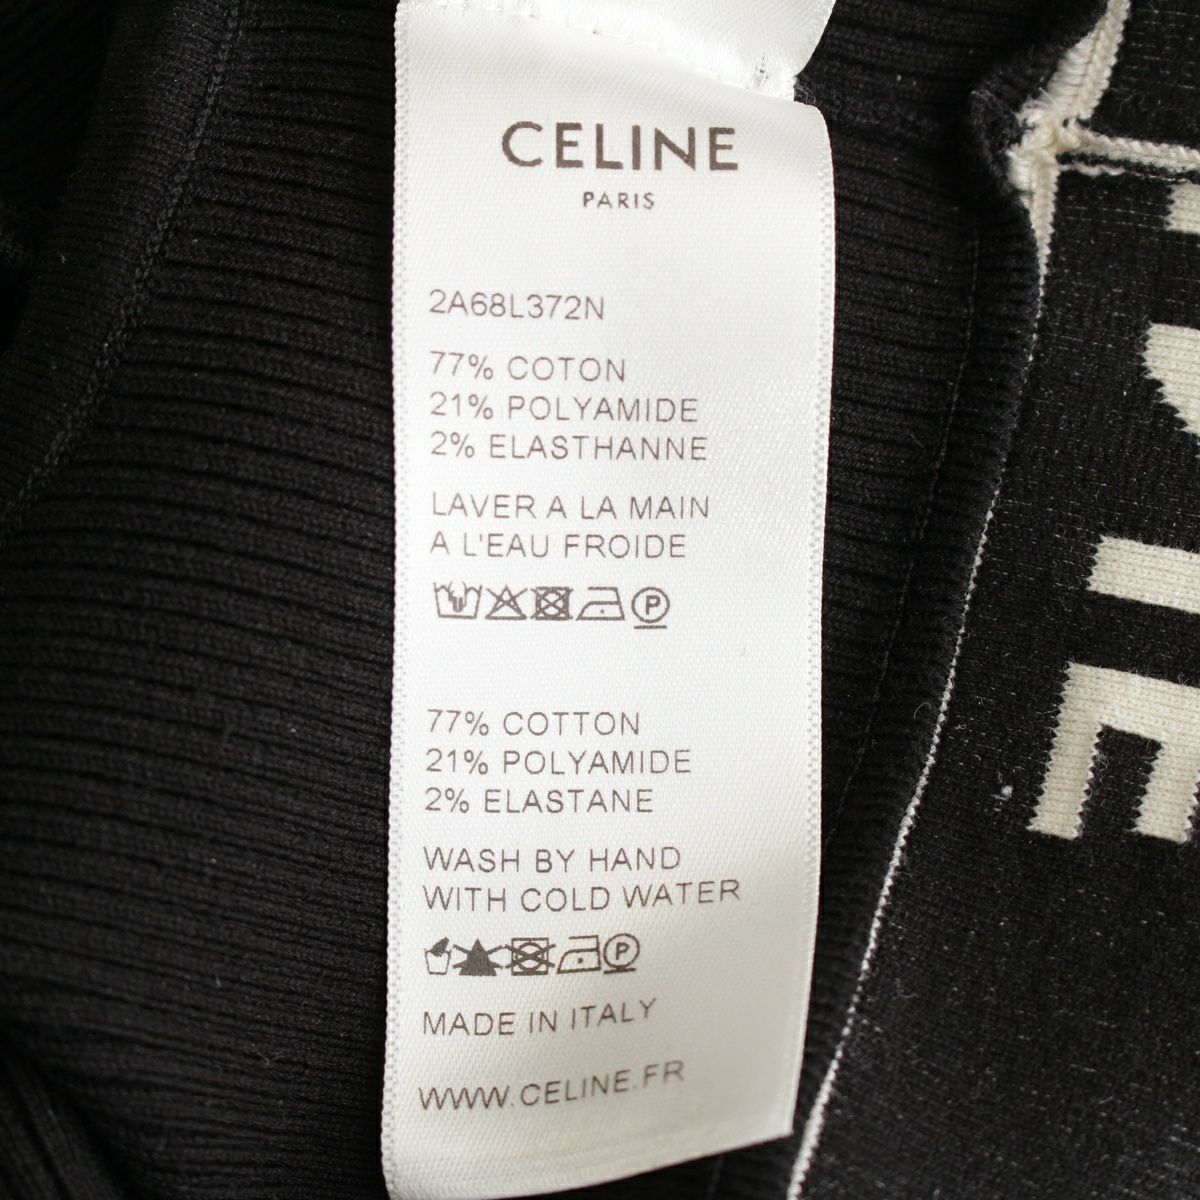 CELINE
PARIS
2A68L372N
77% COTON
21% POLYAMIDE
2% ELASTHANNE
LAVER A LA MAIN
A L'EAU FROIDE
P
77% COTTON
21% POLYAMIDE
2% ELASTANE
WASH BY HAND
WITH COLD WATER
P
MADE IN ITALY
WWW.CELINE.FR